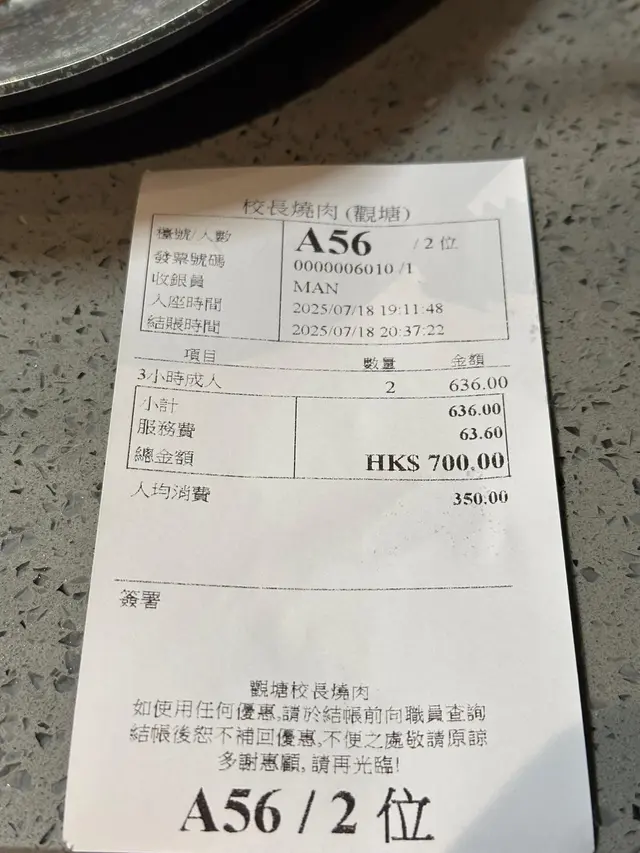 校長燒肉 (觀塘)
檯號/人數 A56 / 2 位
發票號碼 0000006010 /1
收銀員 MAN
入座時間 2025/07/18 19:11:48
結賬時間 2025/07/18 20:37:22
項目 數量 金額
3小時成人 2 636.00
小計 636.00
服務費 63.60
總金額 HK$ 700.00
人均消費 350.00
簽署
觀塘校長燒肉
如使用任何優惠,請於結帳前向職員查詢
結帳後恕不補回優惠,不便之處敬請原諒
多謝惠顧, 請再光臨!
A56 / 2 位